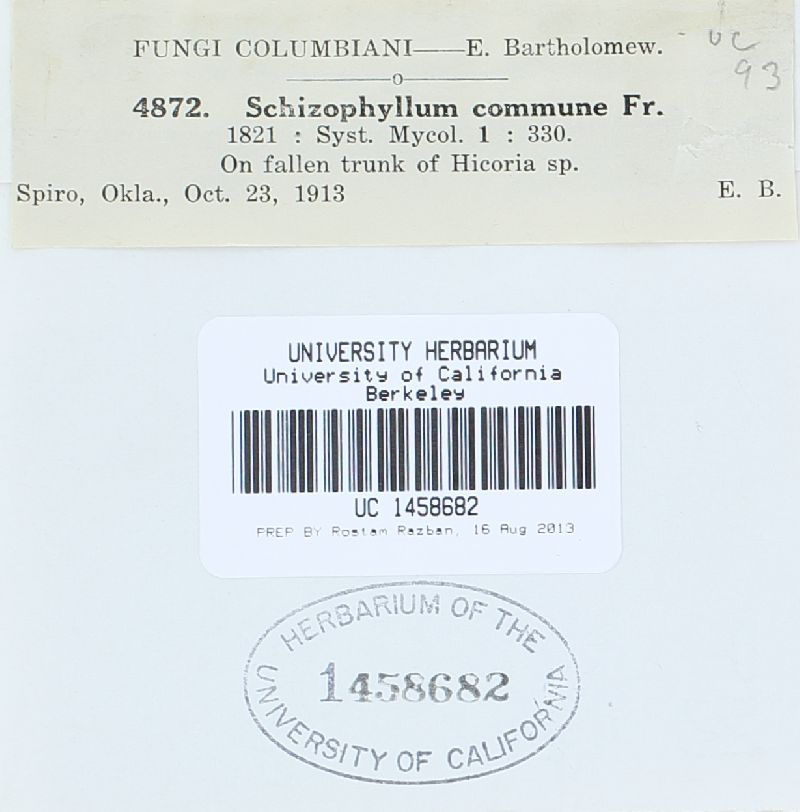 FUNGI COLUMBIANI——E. Bartholomew.
UC
93
o
4872. Schizophyllum commune Fr.
1821 : Syst. Mycol. 1 : 330.
On fallen trunk of Hicoria sp.
Spiro, Okla., Oct. 23, 1913 E. B.
UNIVERSITY HERBARIUM
University of California
Berkeley
UC 1458682
PREP BY Rostam Razban, 16 Aug 2013
HERBARIUM OF THE
1458682
UNIVERSITY OF CALIFORNIA